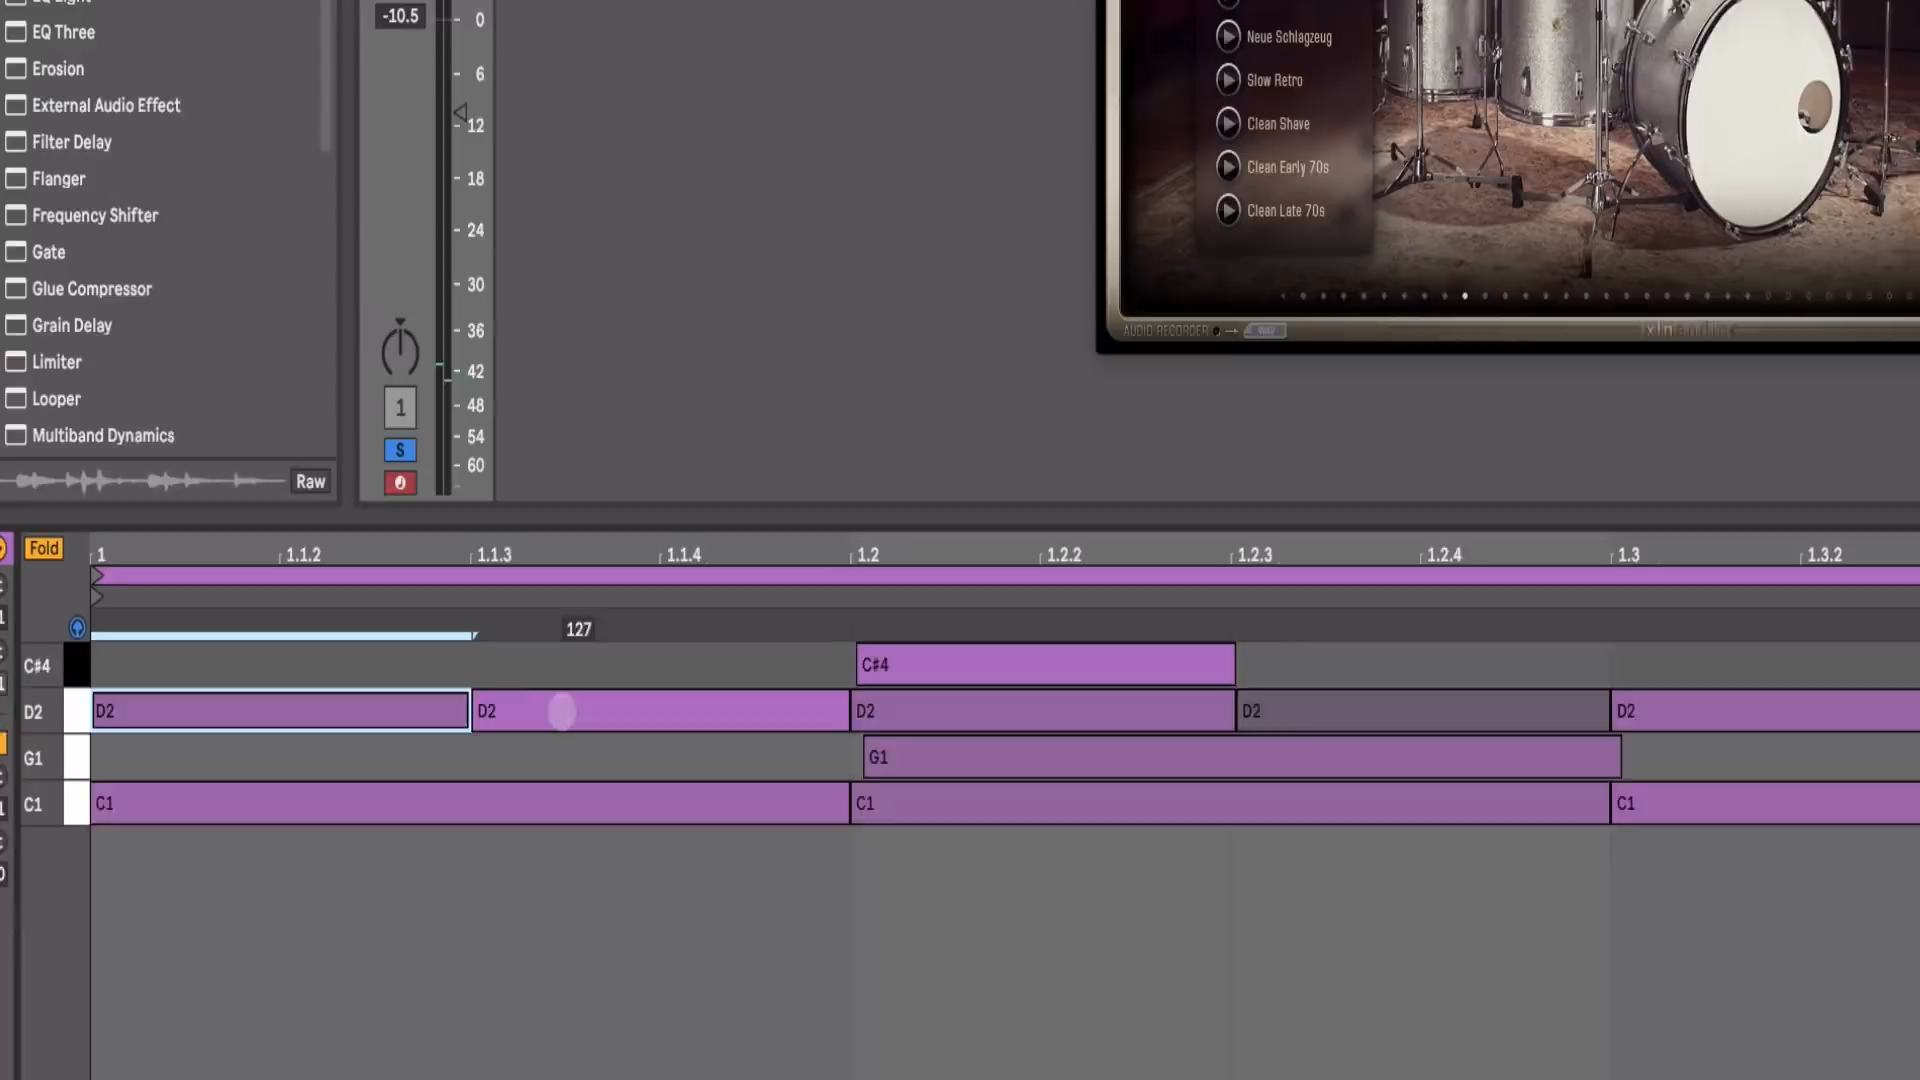 EQ Three
Erosion
External Audio Effect
Filter Delay
Flanger
Frequency Shifter
Gate
Glue Compressor
Grain Delay
Limiter
Looper
Multiband Dynamics
Raw
-10.5
0
6
12
18
24
30
36
42
48
54
60
1
S
Neue Schlagzeug
Slow Retro
Clean Shave
Clean Early 70s
Clean Late 70s
AUDIO RECORDER
WAV
Fold
1 1.1.2 1.1.3 1.1.4 1.2 1.2.2 1.2.3 1.2.4 1.3 1.3.2
127
C#4 C#4
D2 D2 D2 D2 D2 D2
G1 G1
C1 C1 C1 C1